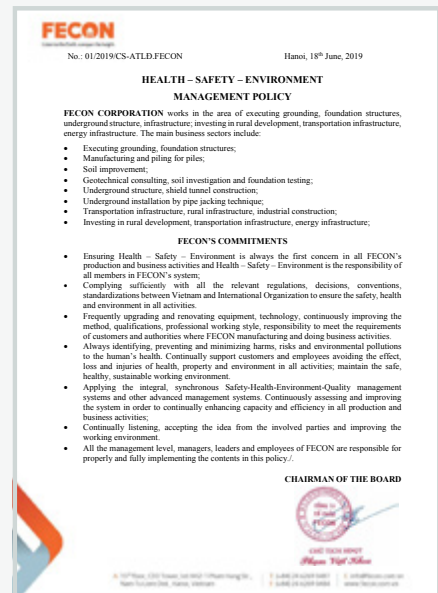 FECON
No.: 01/2019/CS-ATLĐ.FECON Hanoi, 18th June, 2019
HEALTH – SAFETY – ENVIRONMENT
MANAGEMENT POLICY
FECON CORPORATION works in the area of executing grounding, foundation structures,
underground structure, infrastructure; investing in rural development, transportation infrastructure,
energy infrastructure. The main business sectors include:
• Executing grounding, foundation structures;
• Manufacturing and piling for piles;
• Soil improvement;
• Geotechnical consulting, soil investigation and foundation testing;
• Underground structure, shield tunnel construction;
• Underground installation by pipe jacking technique;
• Transportation infrastructure, rural infrastructure, industrial construction;
• Investing in rural development, transportation infrastructure, energy infrastructure;
FECON'S COMMITMENTS
• Ensuring Health – Safety – Environment is always the first concern in all FECON's
production and business activities and Health – Safety – Environment is the responsibility of
all members in FECON's system;
• Complying sufficiently with all the relevant regulations, decisions, conventions,
standardizations between Vietnam and International Organization to ensure the safety, health
and environment in all activities.
• Frequently upgrading and renovating equipment, technology, continuously improving the
method, qualifications, professional working style, responsibility to meet the requirements
of customers and authorities where FECON manufacturing and doing business activities.
• Always identifying, preventing and minimizing harms, risks and environmental pollutions
to the human's health. Continually support customers and employees avoiding the effect,
loss and injuries of health, property and environment in all activities; maintain the safe,
healthy, sustainable working environment.
• Applying the integral, synchronous Safety-Health-Environment-Quality management
systems and other advanced management systems. Continuously assessing and improving
the system in order to continually enhancing capacity and efficiency in all production and
business activities;
• Continually listening, accepting the idea from the involved parties and improving the
working environment.
• All the management level, managers, leaders and employees of FECON are responsible for
properly and fully implementing the contents in this policy./.
CHAIRMAN OF THE BOARD
FECON
Phạm Việt Khoa